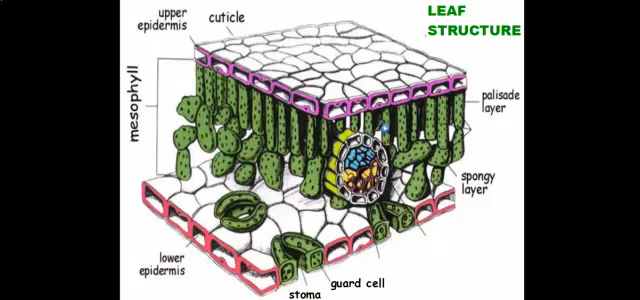 LEAF
STRUCTURE
upper
epidermis
cuticle
mesophyll
palisade
layer
spongy
layer
lower
epidermis
guard cell
stoma